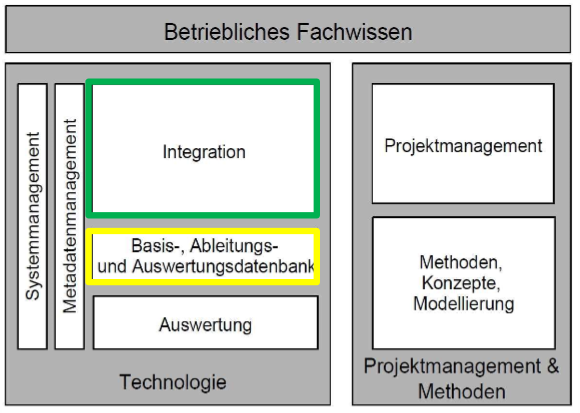 Betriebliches Fachwissen
Systemmanagement
Metadatenmanagement
Integration
Basis-, Ableitungs-
und Auswertungsdatenbank
Auswertung
Technologie
Projektmanagement
Methoden,
Konzepte,
Modellierung
Projektmanagement &
Methoden